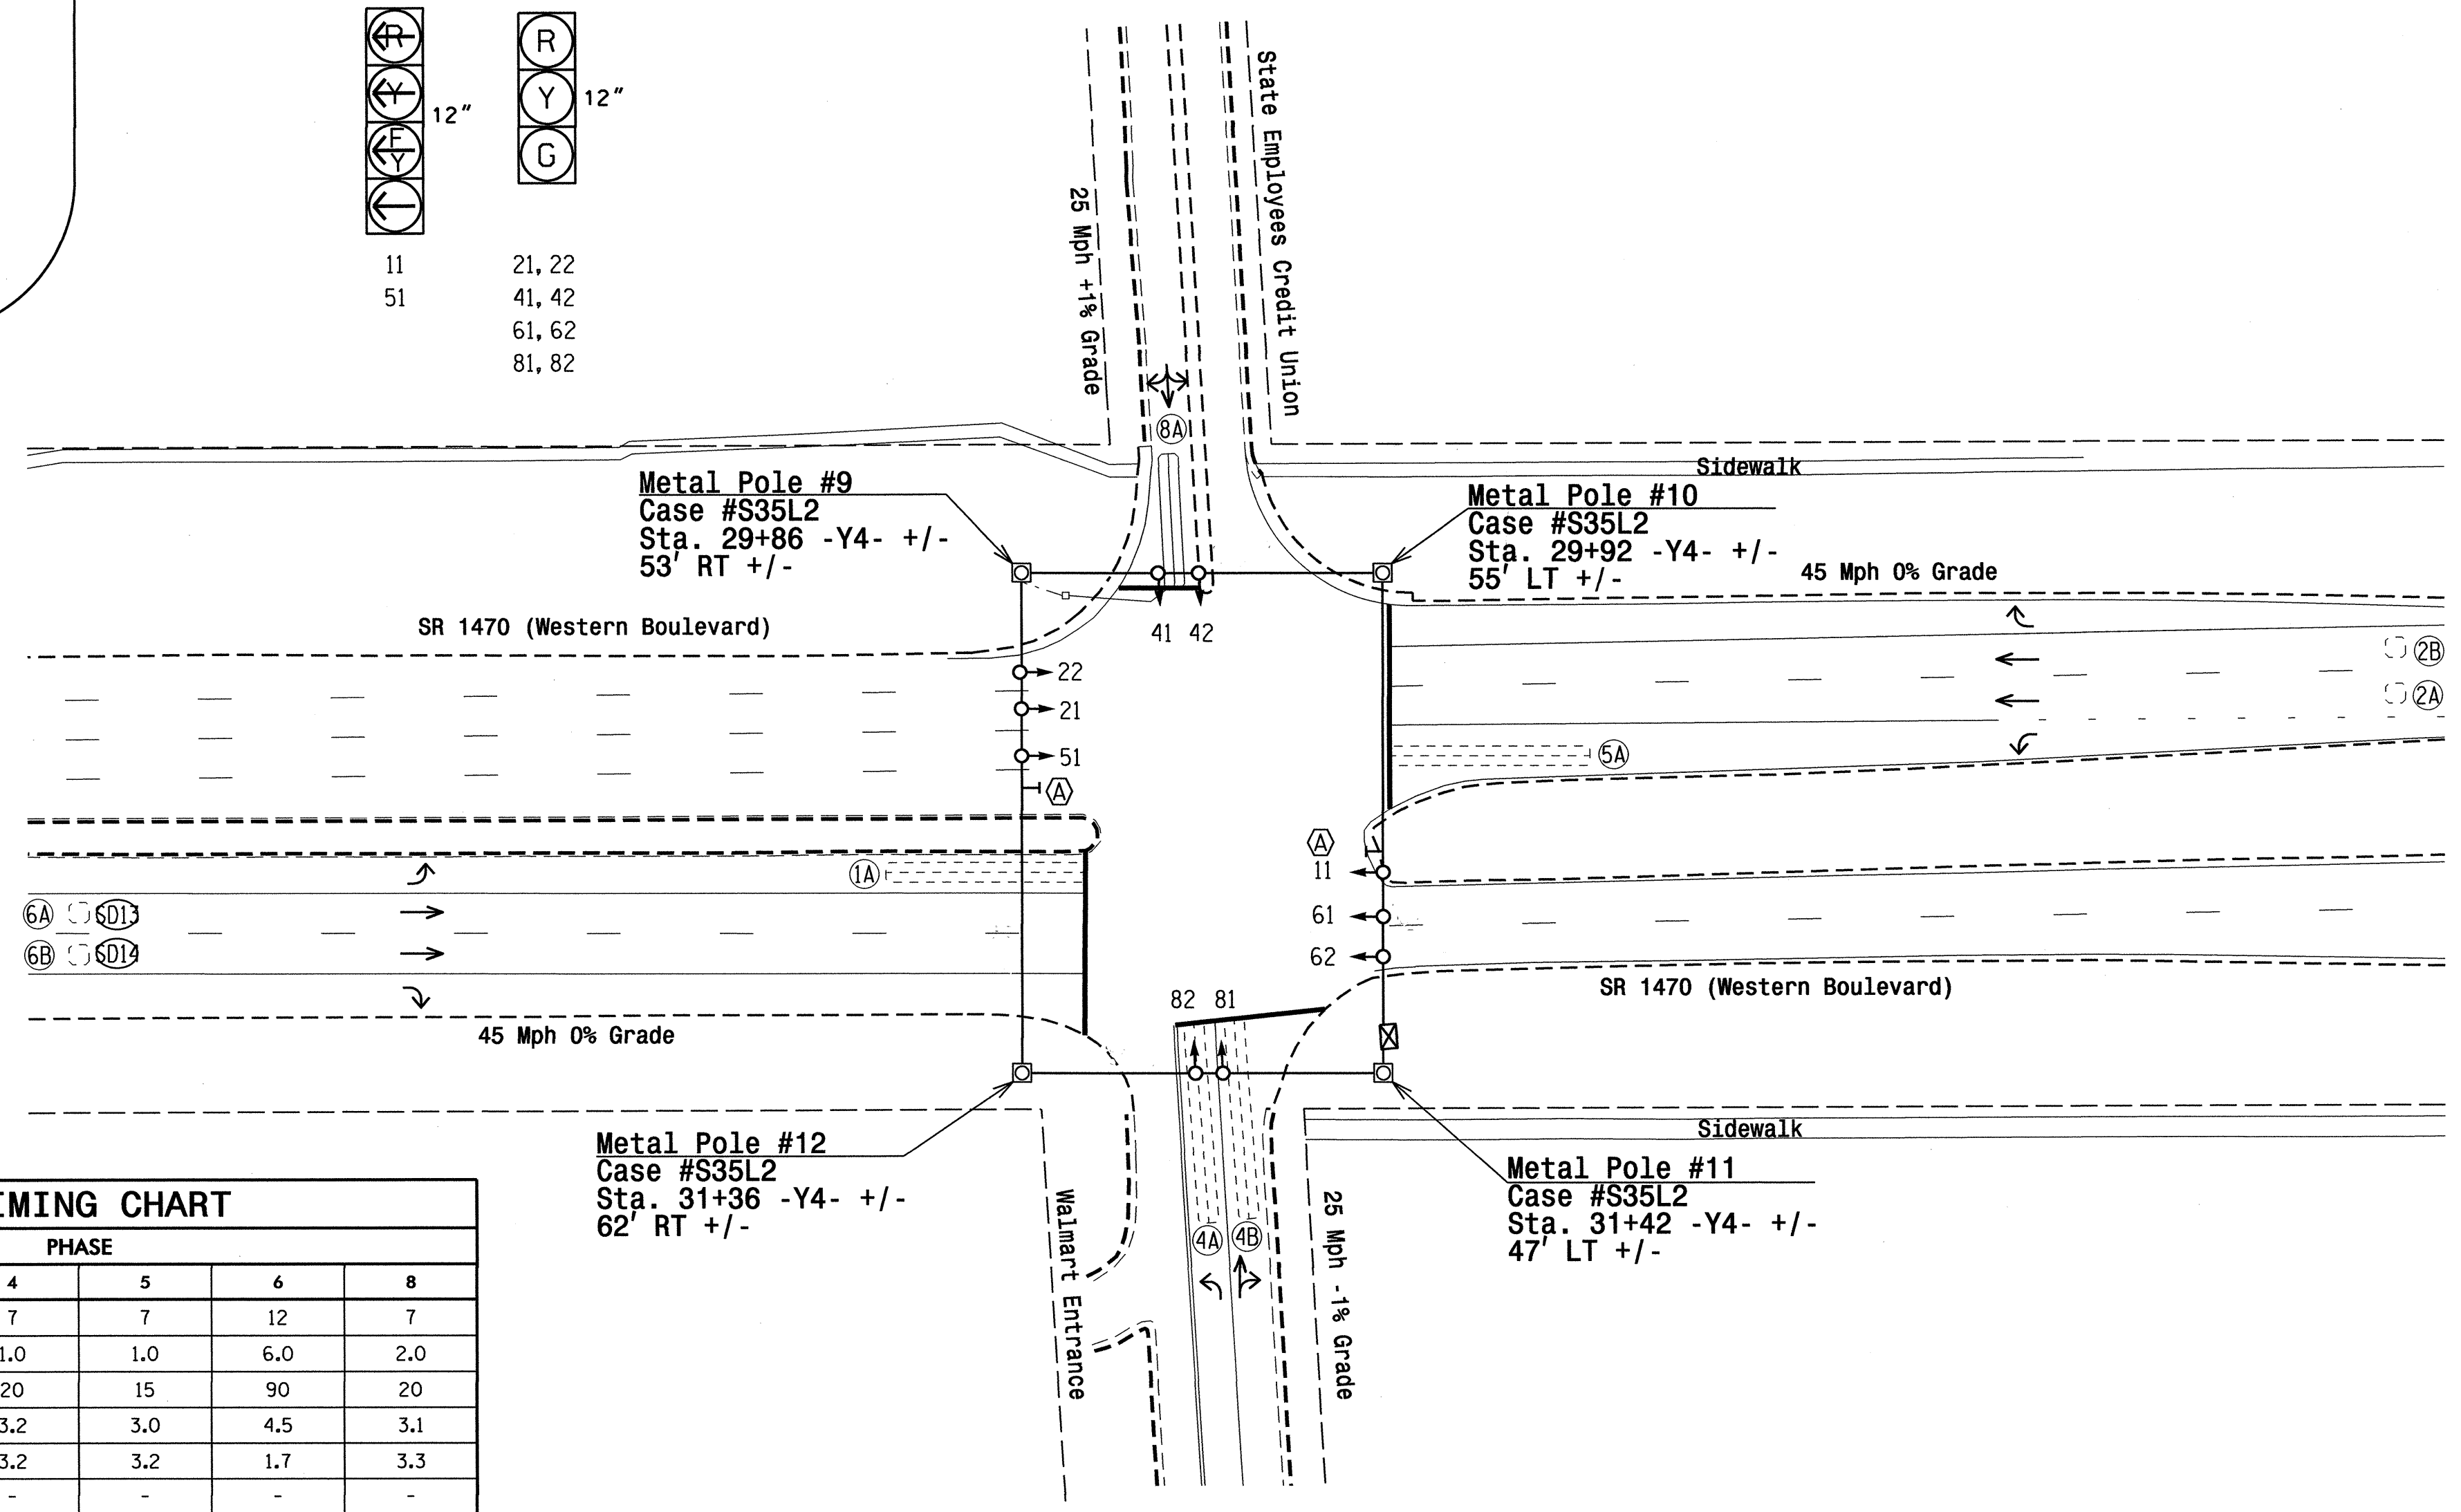 R
Y
F
Y
12"
R
Y
G
12"
11
51
21, 22
41, 42
61, 62
81, 82
25 Mph +1% Grade
State Employees Credit Union
8A
Sidewalk
Metal Pole #9
Case #S35L2
Sta. 29+86 -Y4- +/-
53' RT +/-
Metal Pole #10
Case #S35L2
Sta. 29+92 -Y4- +/-
55' LT +/-
45 Mph 0% Grade
SR 1470 (Western Boulevard)
41 42
22
21
51
A
2B
2A
5A
A
11
61
62
1A
6A SD13
6B SD14
45 Mph 0% Grade
SR 1470 (Western Boulevard)
82 81
Sidewalk
Metal Pole #12
Case #S35L2
Sta. 31+36 -Y4- +/-
62' RT +/-
Metal Pole #11
Case #S35L2
Sta. 31+42 -Y4- +/-
47' LT +/-
Walmart Entrance
4A 4B
25 Mph -1% Grade
IMING CHART
PHASE
4 5 6 8
7 7 12 7
1.0 1.0 6.0 2.0
20 15 90 20
3.2 3.0 4.5 3.1
3.2 3.2 1.7 3.3
- - - -